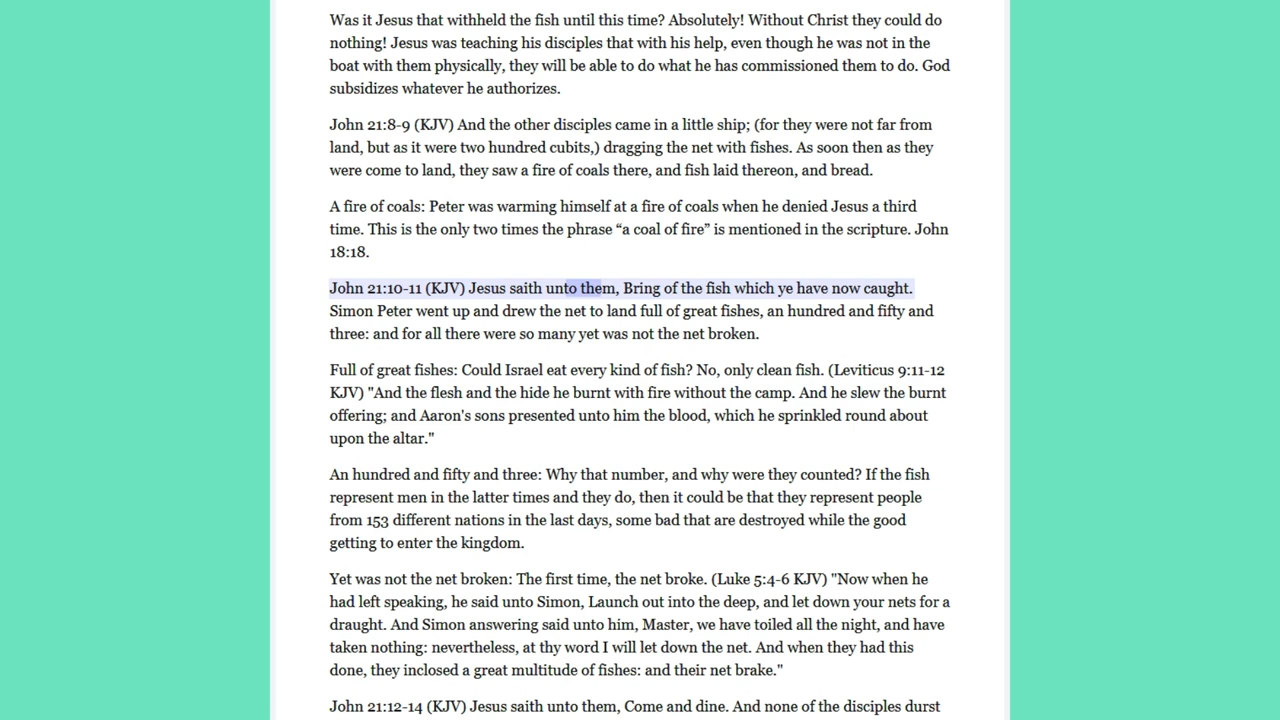 Was it Jesus that withheld the fish until this time? Absolutely! Without Christ they could do
nothing! Jesus was teaching his disciples that with his help, even though he was not in the
boat with them physically, they will be able to do what he has commissioned them to do. God
subsidizes whatever he authorizes.
John 21:8-9 (KJV) And the other disciples came in a little ship; (for they were not far from
land, but as it were two hundred cubits,) dragging the net with fishes. As soon then as they
were come to land, they saw a fire of coals there, and fish laid thereon, and bread.
A fire of coals: Peter was warming himself at a fire of coals when he denied Jesus a third
time. This is the only two times the phrase “a coal of fire” is mentioned in the scripture. John
18:18.
John 21:10-11 (KJV) Jesus saith unto them, Bring of the fish which ye have now caught.
Simon Peter went up and drew the net to land full of great fishes, an hundred and fifty and
three: and for all there were so many yet was not the net broken.
Full of great fishes: Could Israel eat every kind of fish? No, only clean fish. (Leviticus 9:11-12
KJV) "And the flesh and the hide he burnt with fire without the camp. And he slew the burnt
offering; and Aaron's sons presented unto him the blood, which he sprinkled round about
upon the altar."
An hundred and fifty and three: Why that number, and why were they counted? If the fish
represent men in the latter times and they do, then it could be that they represent people
from 153 different nations in the last days, some bad that are destroyed while the good
getting to enter the kingdom.
Yet was not the net broken: The first time, the net broke. (Luke 5:4-6 KJV) "Now when he
had left speaking, he said unto Simon, Launch out into the deep, and let down your nets for a
draught. And Simon answering said unto him, Master, we have toiled all the night, and have
taken nothing: nevertheless, at thy word I will let down the net. And when they had this
done, they inclosed a great multitude of fishes: and their net brake."
John 21:12-14 (KJV) Jesus saith unto them, Come and dine. And none of the disciples durst